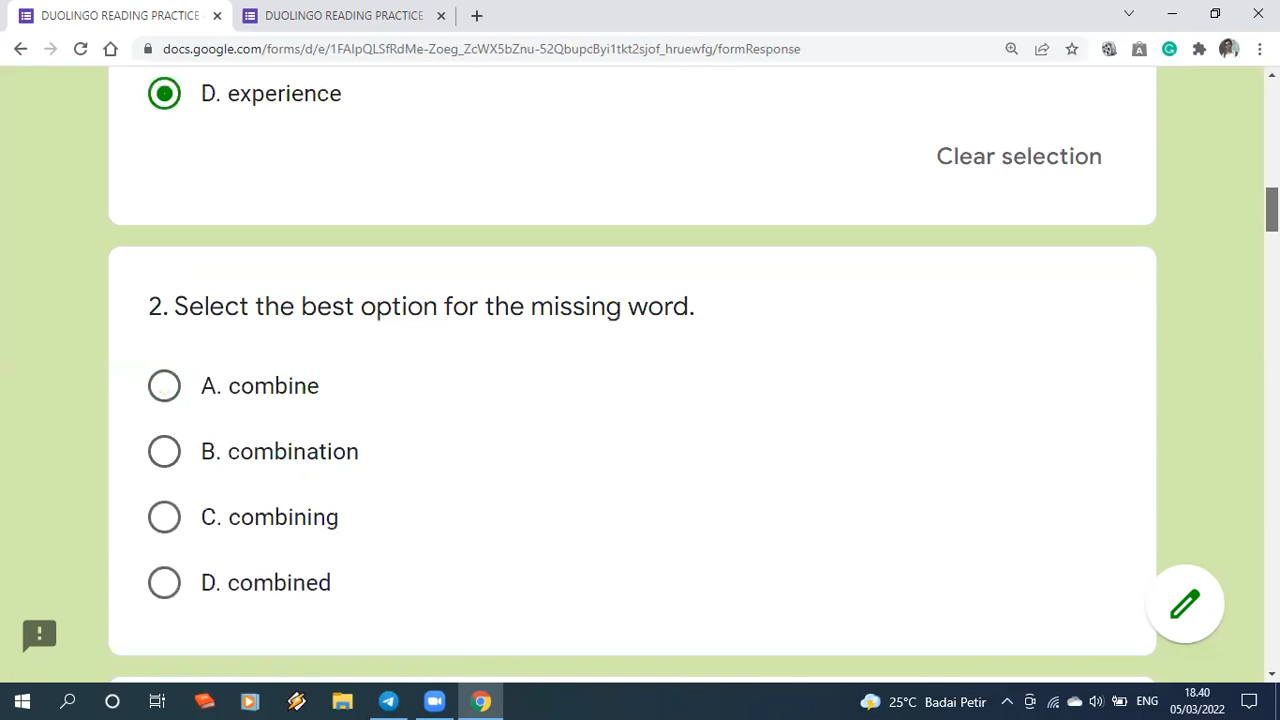 DUOLINGO READING PRACTICE
DUOLINGO READING PRACTICE
docs.google.com/forms/d/e/1FAIpQLSfRdMe-Zoeg_ZcWX5bZnu-52QbupcByi1tkt2sjof_hruewfg/formResponse
D. experience
Clear selection
2. Select the best option for the missing word.
A. combine
B. combination
C. combining
D. combined
25°C Badai Petir
ENG
18.40
05/03/2022